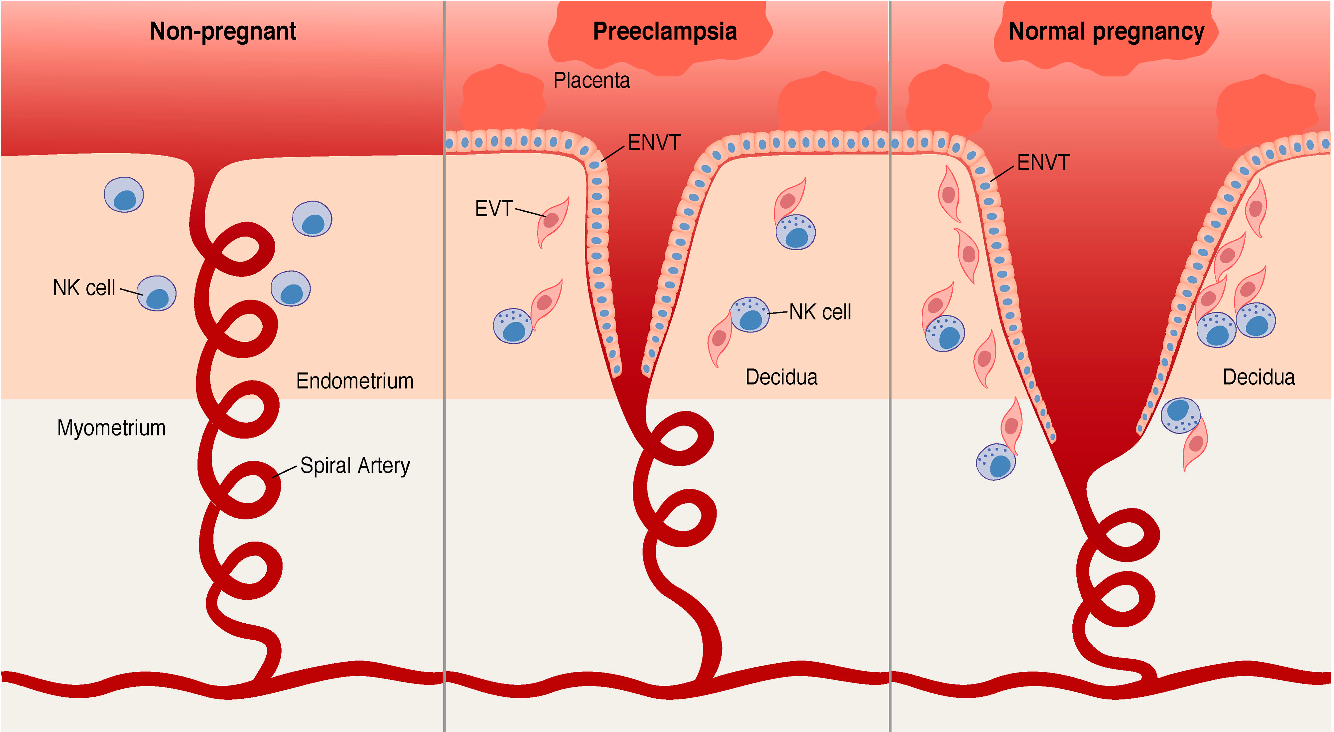 Non-pregnant
NK cell
Endometrium
Myometrium
Spiral Artery
Preeclampsia
Placenta
ENVT
EVT
NK cell
Decidua
Normal pregnancy
ENVT
Decidua